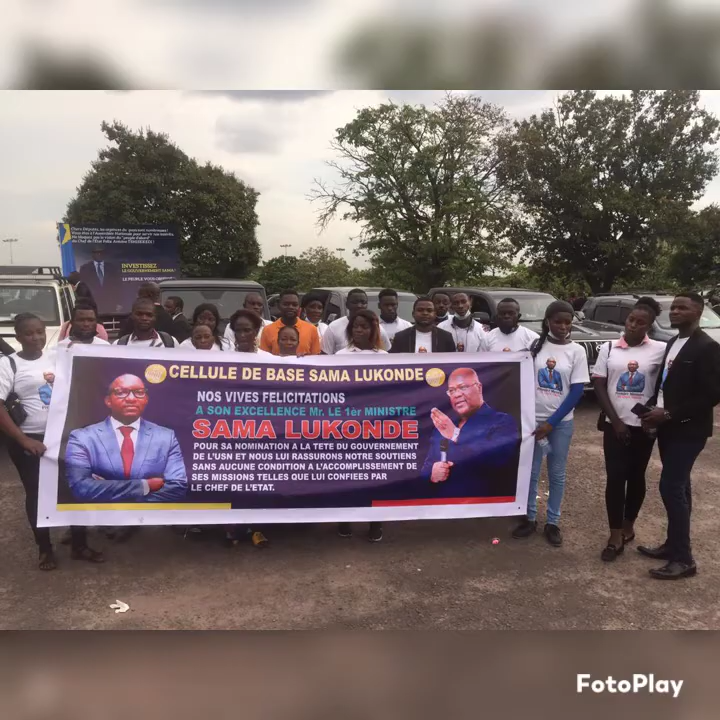 INVESTISSEZ
LE GOUVERNEMENT SAMA
CELLULE DE BASE SAMA LUKONDE
NOS VIVES FELICITATIONS
A SON EXCELLENCE Mr. LE 1èr MINISTRE
SAMA LUKONDE
POUR SA NOMINATION A LA TETE DU GOUVERNEMENT
DE L'USN ET NOUS LUI RASSURONS NOTRE SOUTIENS
SANS AUCUNE CONDITION A L'ACCOMPLISSEMENT DE
SES MISSIONS TELLES QUE LUI CONFIEES PAR
LE CHEF DE L'ETAT.
FotoPlay